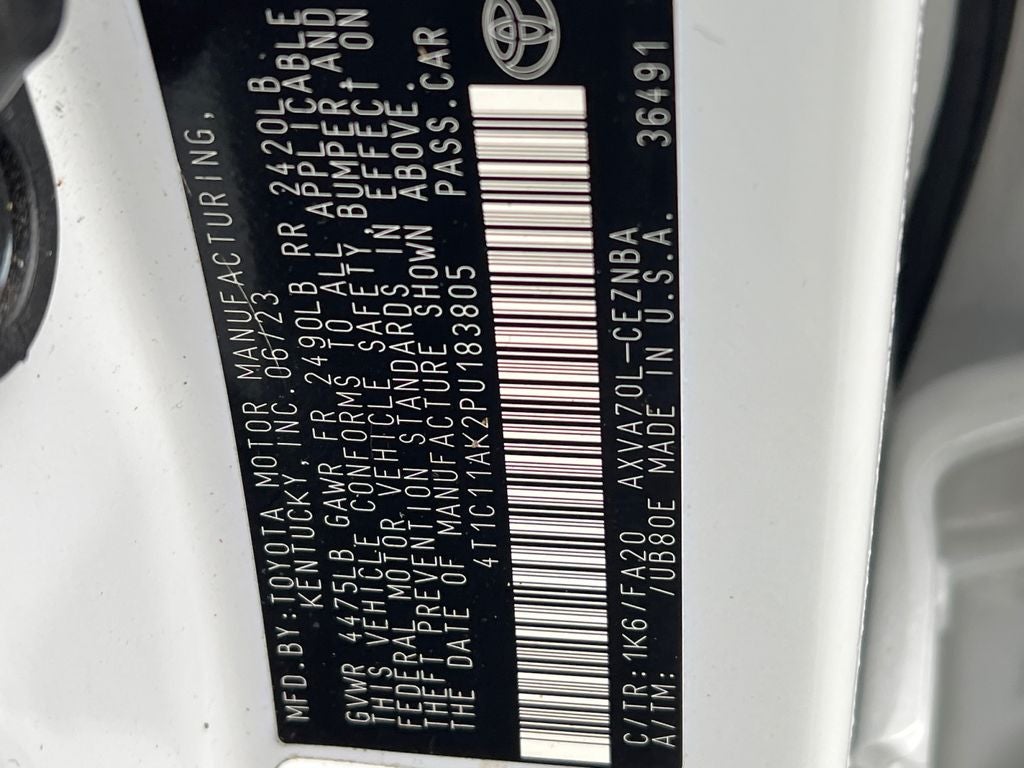 MFD.BY:TOYOTA MOTOR MANUFACTURING,
KENTUCKY,INC.06/23
GVWR 4475LB GAWR FR 2490LB RR 2420LB.
THIS VEHICLE CONFORMS TO ALL APPLICABLE
FEDERAL MOTOR VEHICLE SAFETY,BUMPER,AND
THEFT PREVENTION STANDARDS IN EFFECT ON
THE DATE OF MANUFACTURE SHOWN ABOVE.
4T1C11AK2PU183805 PASS.CAR
C/TR:1K6/FA20 AXVA70L-CEZNBA 36491
A/TM: /UB80E MADE IN U.S.A.